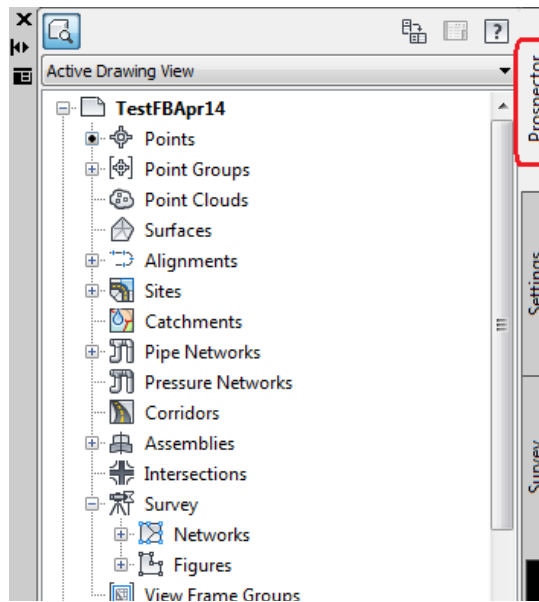 Active Drawing View
TestFBApr14
Points
Point Groups
Point Clouds
Surfaces
Alignments
Sites
Catchments
Pipe Networks
Pressure Networks
Corridors
Assemblies
Intersections
Survey
Networks
Figures
View Frame Groups
Prospector
Settings
Survey